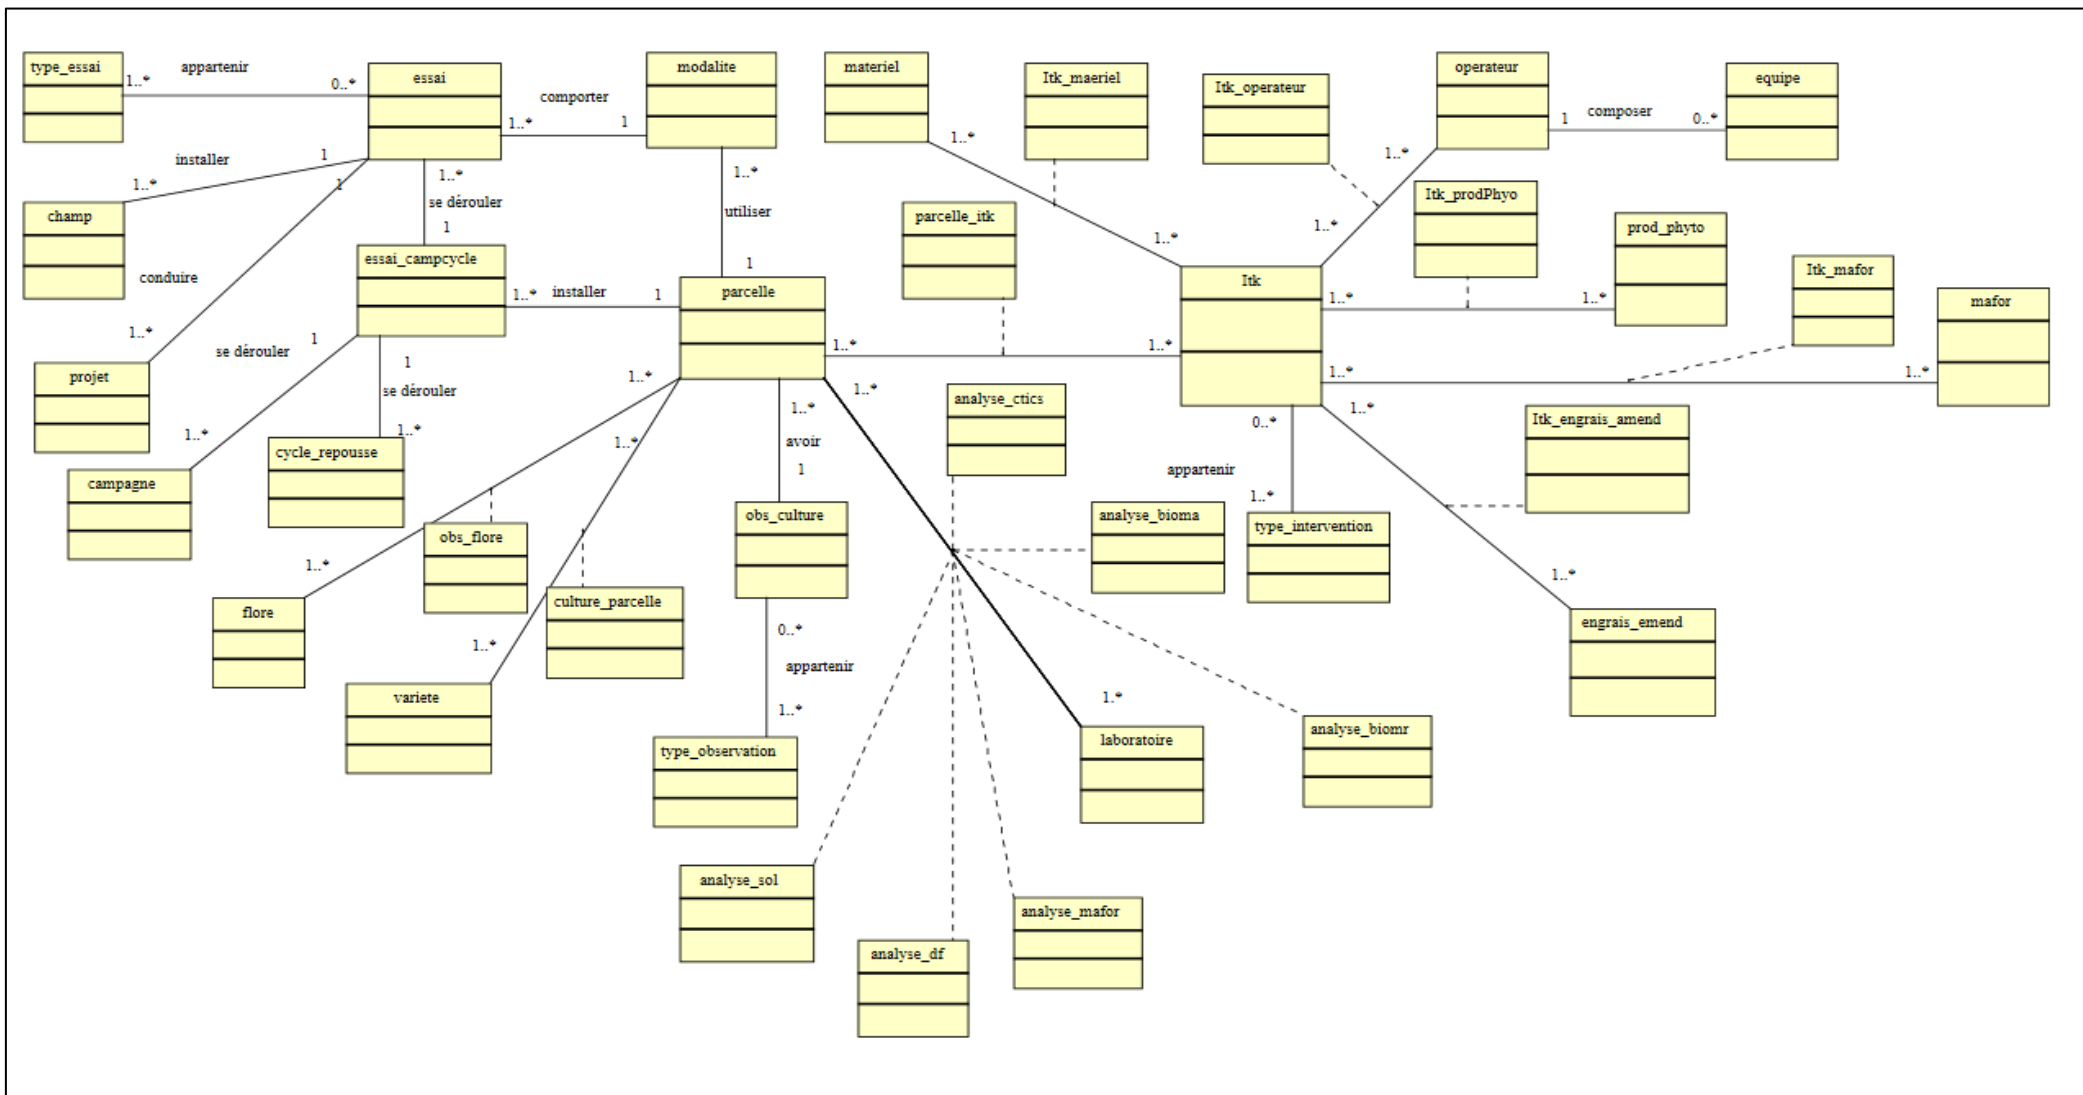 type_essai
appartenir
1..*
0..*
essai
modalite
comporter
1..*
1
materiel
Itk_maeriel
Itk_operateur
operateur
equipe
1
composer
0..*
installer
1
1..*
1
1..*
se dérouler
1
1..*
utiliser
1
1..*
1..*
1..*
1..*
champ
parcelle_itk
Itk_prodPhyo
prod_phyto
Itk_mafor
mafor
conduire
1..*
essai_campcycle
1..*
installer
1
parcelle
Itk
1..*
1..*
1..*
1..*
1..*
1..*
projet
se dérouler
1
1..*
1
se dérouler
1..*
campagne
cycle_repousse
1..*
1..*
1..*
avoir
1
1..*
analyse_ctics
0..*
appartenir
1..*
1..*
Itk_engrais_amend
1..*
obs_flore
1..*
flore
culture_parcelle
1..*
variete
obs_culture
analyse_bioma
type_intervention
engrais_emend
0..*
appartenir
1..*
type_observation
1.*
laboratoire
analyse_biomr
analyse_sol
analyse_df
analyse_mafor